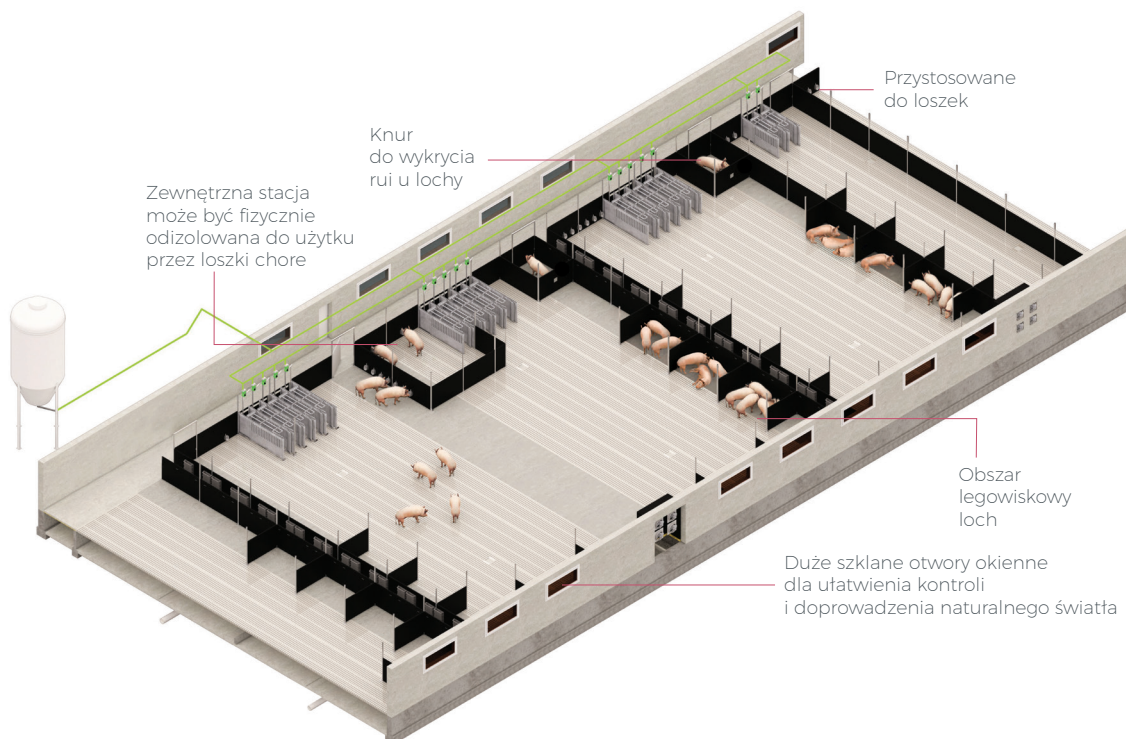 Przystosowane
do loszek
Knur
do wykrycia
rui u lochy
Zewnętrzna stacja
może być fizycznie
odizolowana do użytku
przez loszki chore
Obszar
legowiskowy
loch
Duże szklane otwory okienne
dla ułatwienia kontroli
i doprowadzenia naturalnego światła